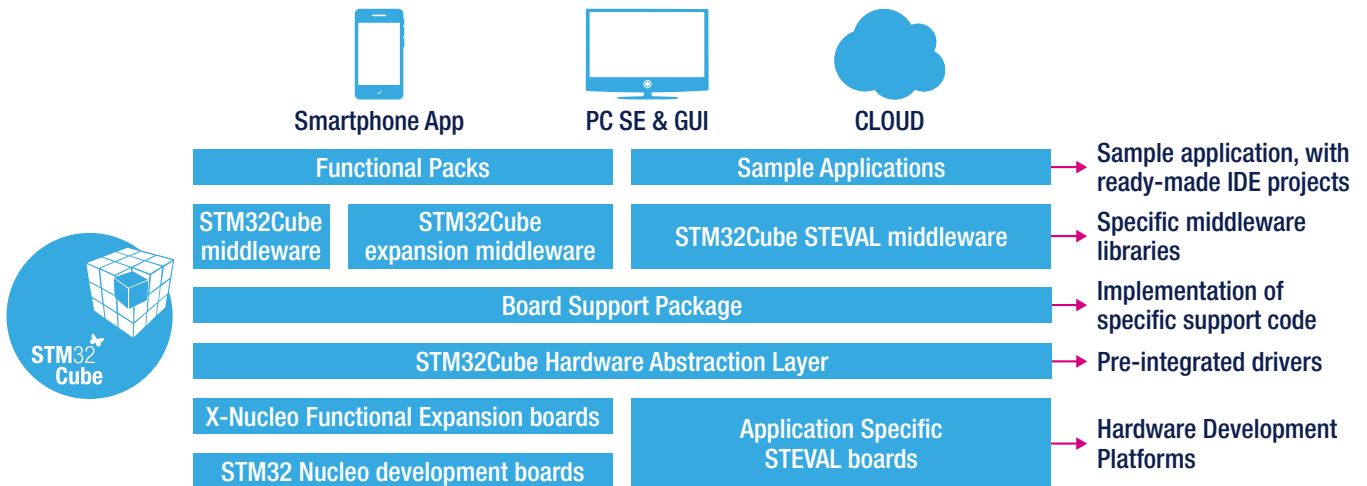 Smartphone App
PC SE & GUI
CLOUD
Functional Packs
Sample Applications
Sample application, with
ready-made IDE projects
STM32Cube
middleware
STM32Cube
expansion middleware
STM32Cube STEVAL middleware
Specific middleware
libraries
Board Support Package
Implementation of
specific support code
STM32
Cube
STM32Cube Hardware Abstraction Layer
Pre-integrated drivers
X-Nucleo Functional Expansion boards
STM32 Nucleo development boards
Application Specific
STEVAL boards
Hardware Development
Platforms